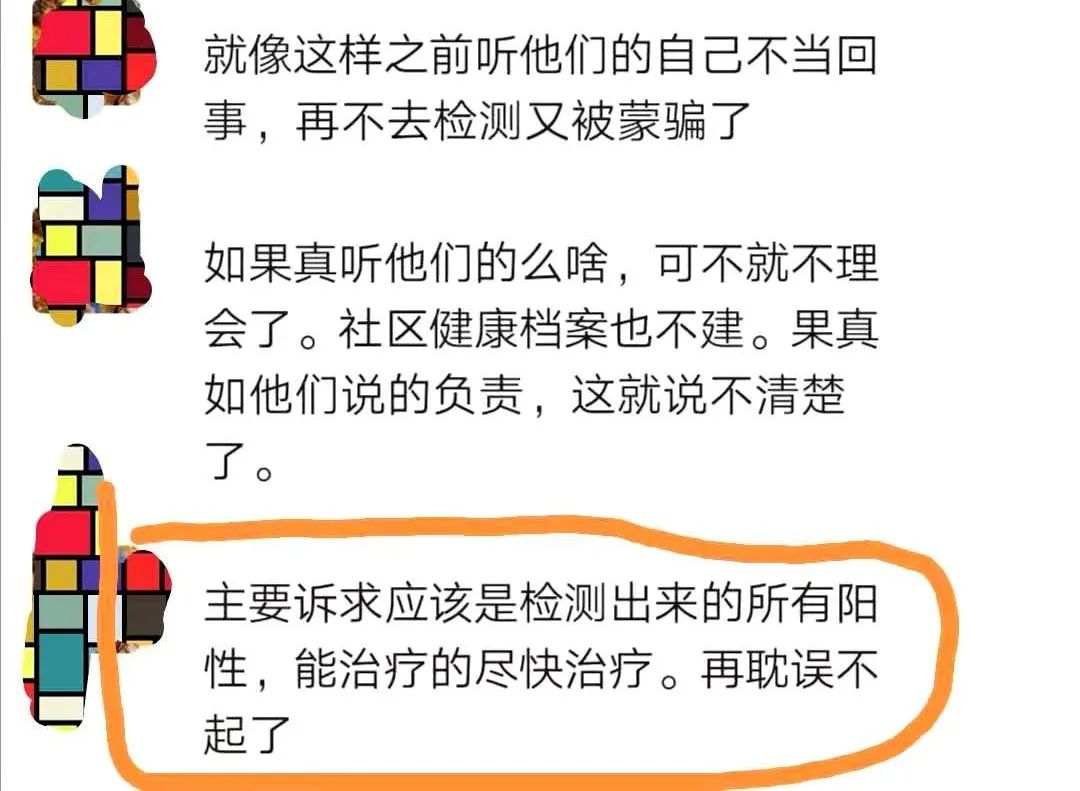 就像这样之前听他们的自己不当回
事，再不去检测又被蒙骗了
如果真听他们的么啥，可不就不理
会了。社区健康档案也不建。果真
如他们说的负责，这就说不清楚
了。
主要诉求应该是检测出来的所有阳
性，能治疗的尽快治疗。再耽误不
起了